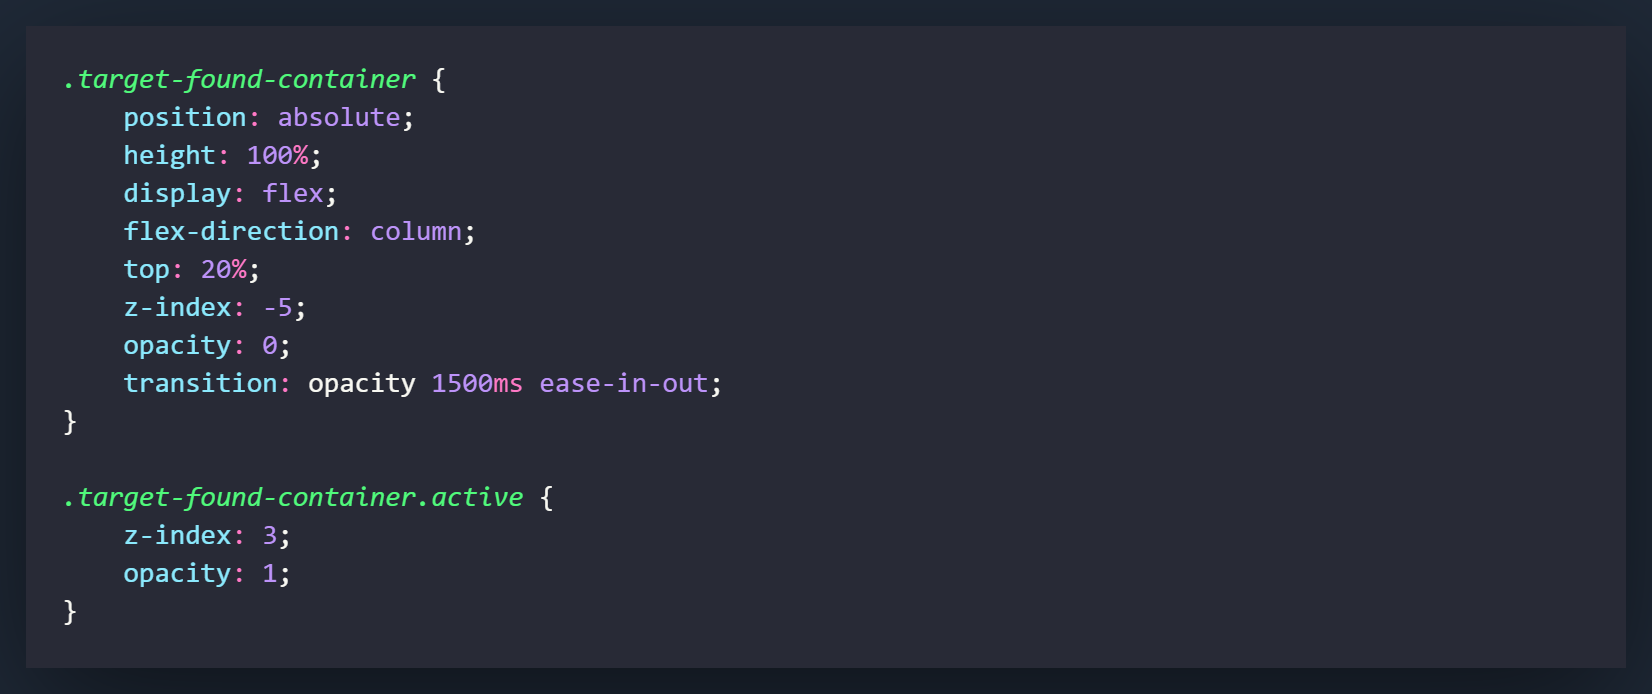 .target-found-container {
    position: absolute;
    height: 100%;
    display: flex;
    flex-direction: column;
    top: 20%;
    z-index: -5;
    opacity: 0;
    transition: opacity 1500ms ease-in-out;
}

.target-found-container.active {
    z-index: 3;
    opacity: 1;
}